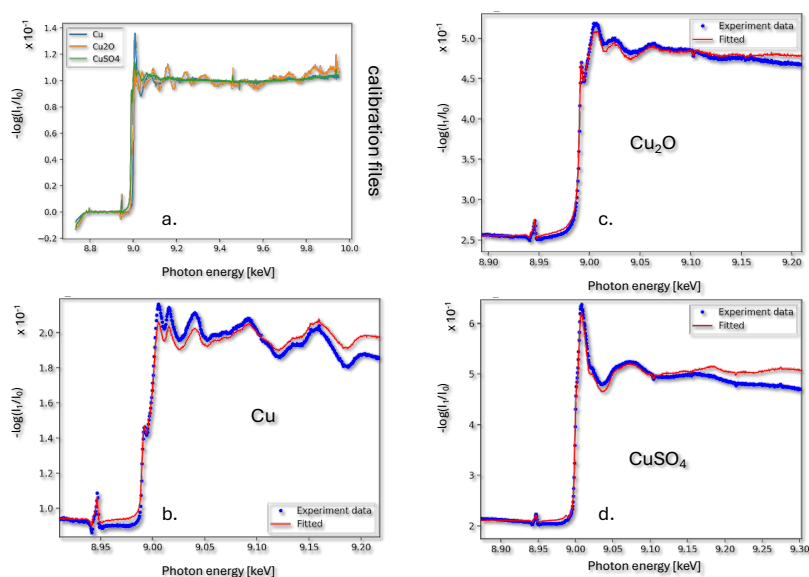 x 10⁻¹
Cu
Cu2O
CuSO4
1.4
1.2
1.0
0.8
0.6
0.4
0.2
0.0
−0.2
-log(I₁/I₀)
a.
8.8
9.0
9.2
9.4
9.6
9.8
10.0
Photon energy [keV]
calibration files
x 10⁻¹
Experiment data
Fitted
5.0
4.5
4.0
3.5
3.0
2.5
-log(I₁/I₀)
Cu₂O
c.
8.90
8.95
9.00
9.05
9.10
9.15
9.20
Photon energy [keV]
x 10⁻¹
2.0
1.8
1.6
1.4
1.2
1.0
-log(I₁/I₀)
Cu
b.
Experiment data
Fitted
8.95
9.00
9.05
9.10
9.15
9.20
Photon energy [keV]
x 10⁻¹
Experiment data
Fitted
6
5
4
3
2
-log(I₁/I₀)
CuSO₄
d.
8.90
8.95
9.00
9.05
9.10
9.15
9.20
9.25
9.30
Photon energy [keV]